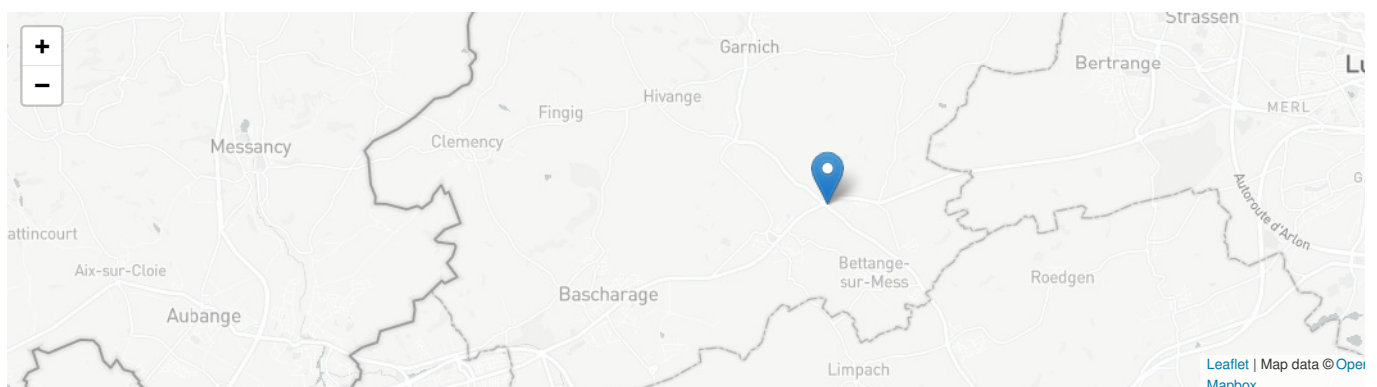 +
−
Strassen
Garnich
Bertrange
Lu
Hivange
MERL
Fingig
Clemency
Messancy
G.
Autoroute d'Arlon
attincourt
Bettange-
sur-Mess
Aix-sur-Cloie
Roedgen
Bascharage
Aubange
Limpach
Leaflet | Map data © Oper
Mapbox